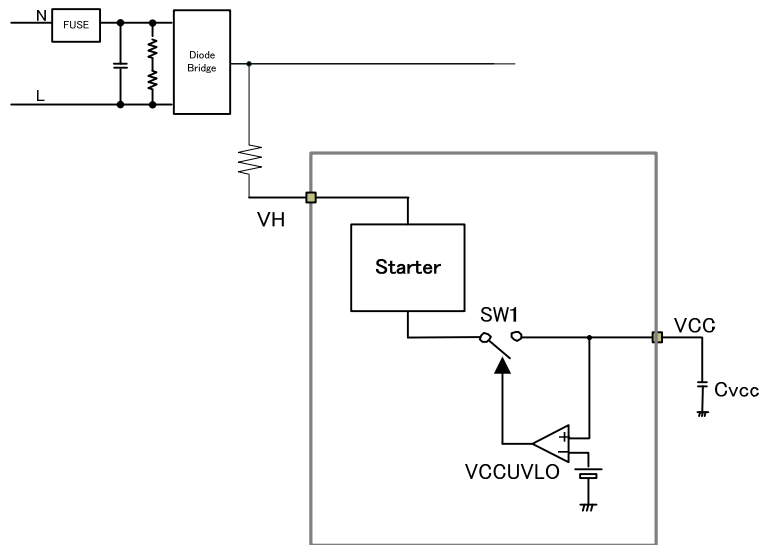 N
FUSE
Diode
Bridge
L
VH
Starter
SW1
VCC
Cvcc
+
−
VCCUVLO